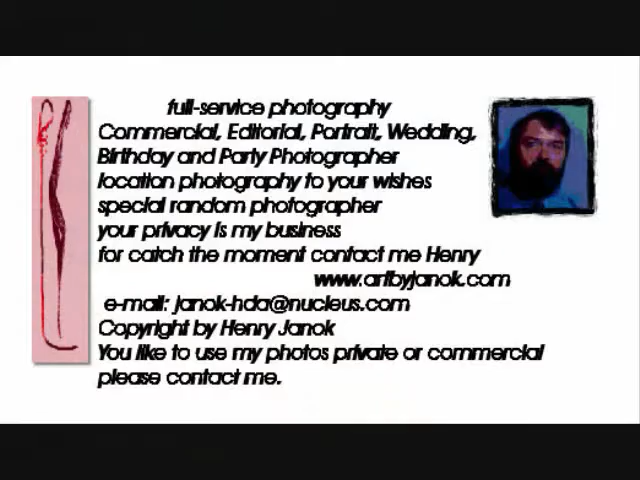 full-service photography
Commercial, Editorial, Portrait, Wedding,
Birthday and Party Photographer
location photography to your wishes
special random photographer
your privacy is my business
for catch the moment contact me Henry
www.artbyjanok.com
e-mail: janok-hda@nucleus.com
Copyright by Henry Janok
You like to use my photos private or commercial
please contact me.